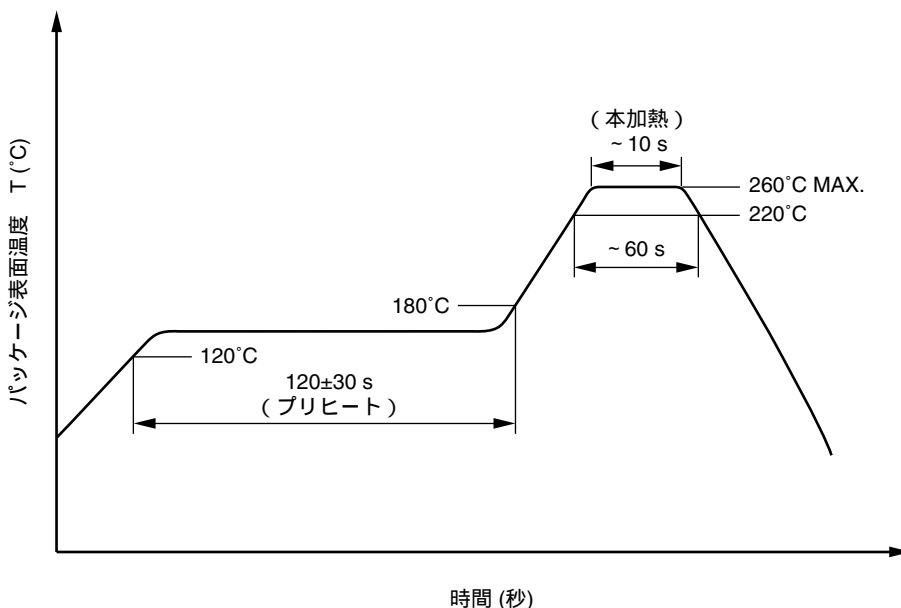 (本加熱)
~ 10 s
260˚C MAX.
220˚C
~ 60 s
180˚C
120˚C
120±30 s
(プリヒート)
パッケージ表面温度 T (˚C)
時間 (秒)